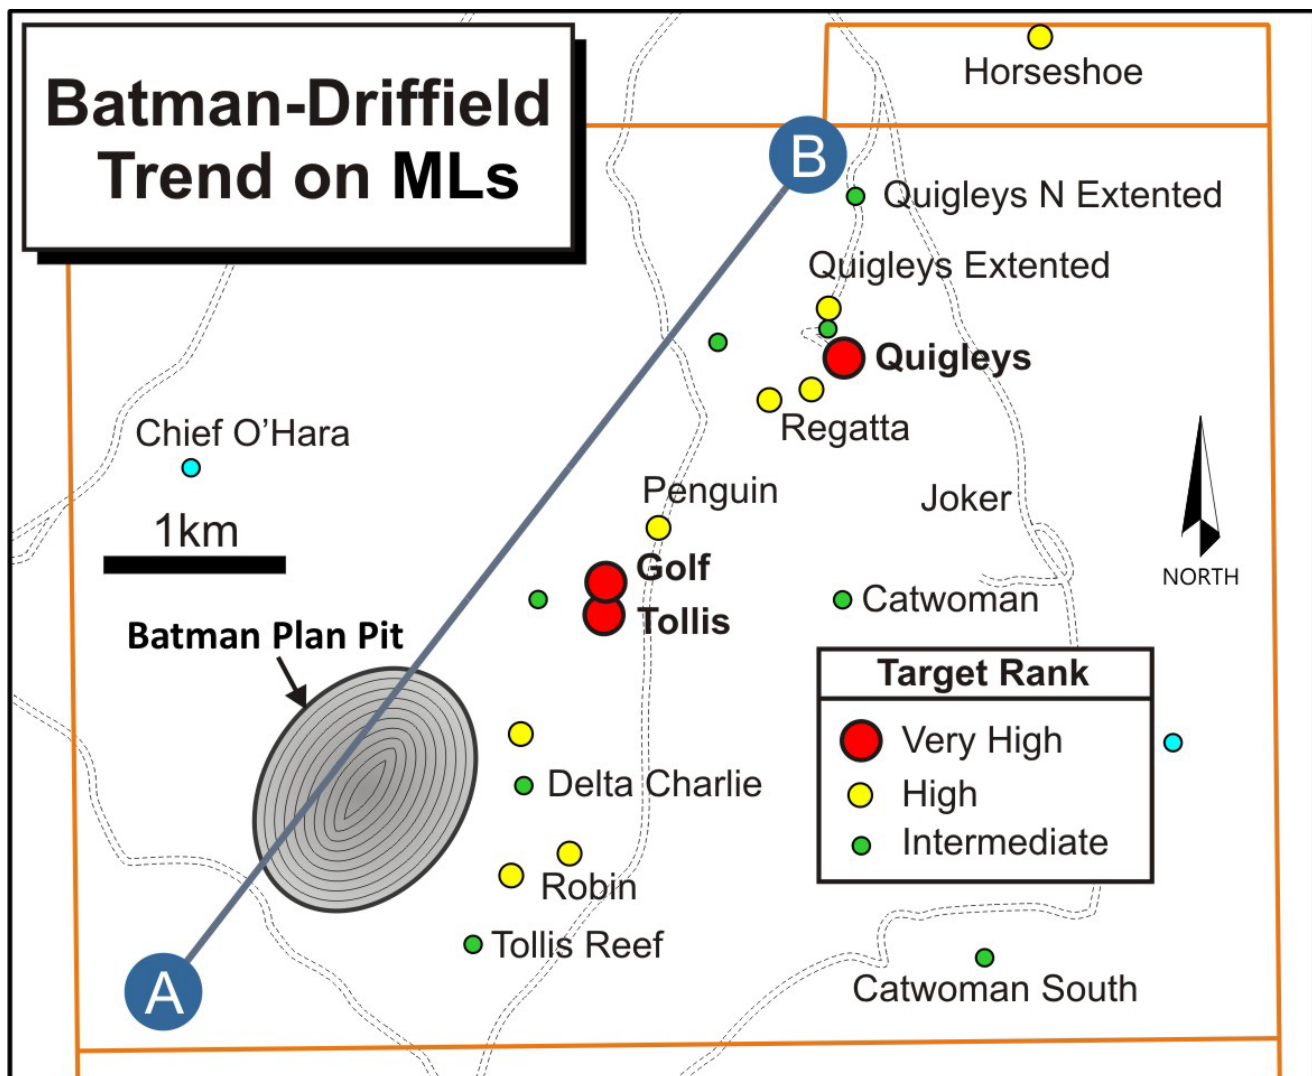 Batman-Driffield
Trend on MLs
Horseshoe
B
Quigleys N Extented
Quigleys Extented
Quigleys
Regatta
Chief O'Hara
Penguin
Joker
1km
Golf
NORTH
Catwoman
Tollis
Batman Plan Pit
Target Rank
Very High
High
Intermediate
Delta Charlie
Robin
Tollis Reef
A
Catwoman South